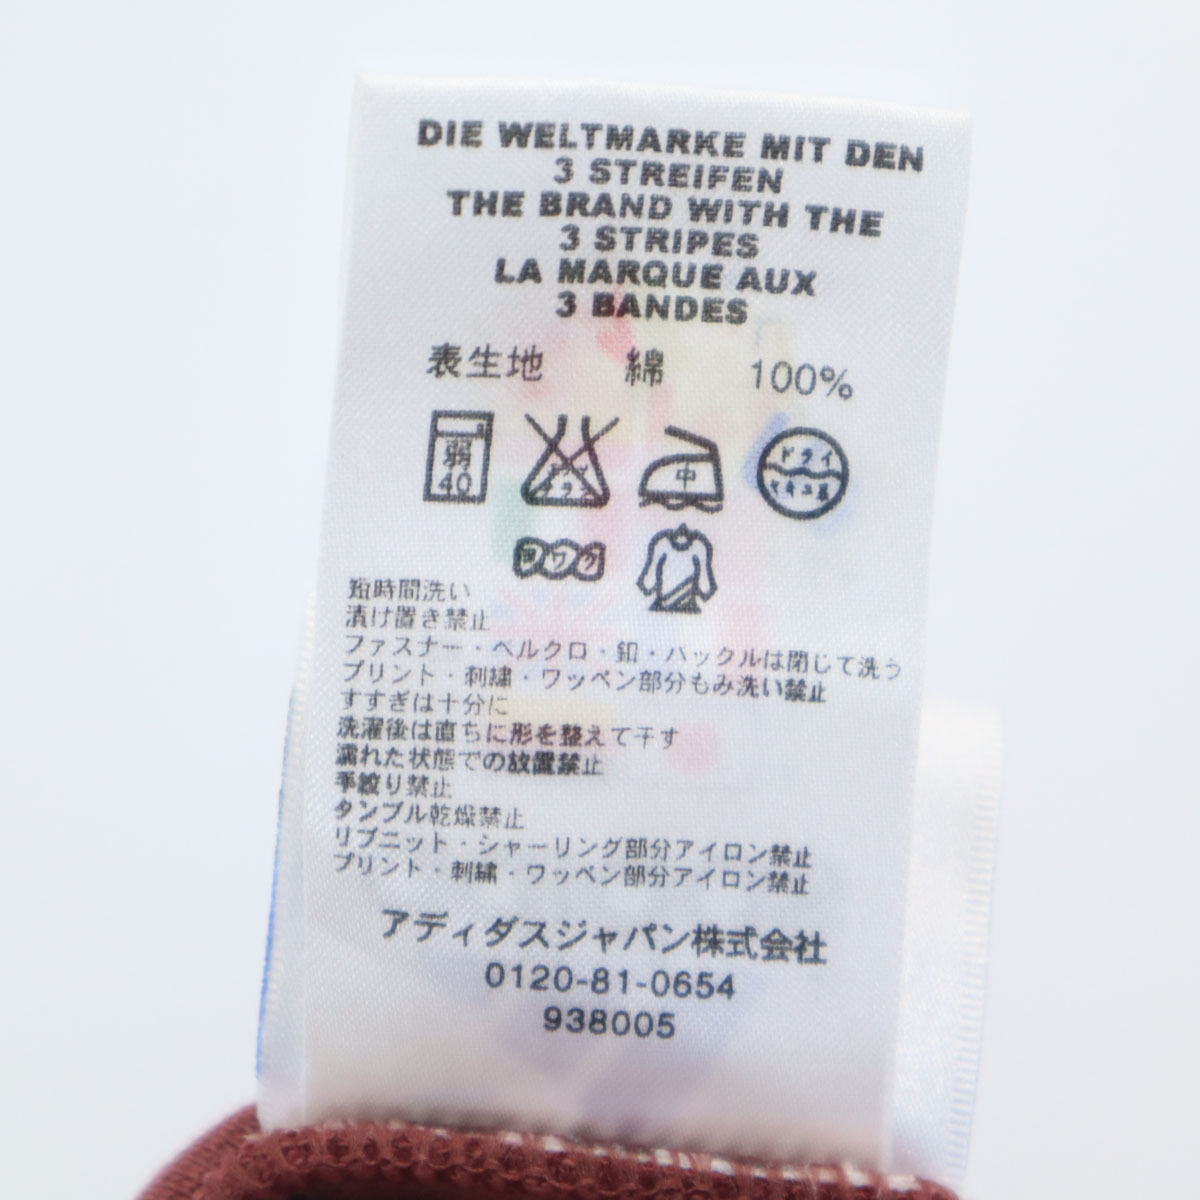 DIE WELTMARKE MIT DEN
3 STREIFEN
THE BRAND WITH THE
3 STRIPES
LA MARQUE AUX
3 BANDES
表生地 綿 100%
弱 中 ドライ
40
ヨワク
短時間洗い
漬け置き禁止
ファスナー・ベルクロ・釦・バックルは閉じて洗う
プリント・刺繍・ワッペン部分もみ洗い禁止
すすぎは十分に
洗濯後は直ちに形を整えて干す
濡れた状態での放置禁止
手絞り禁止
タンブル乾燥禁止
リブニット・シャーリング部分アイロン禁止
プリント・刺繍・ワッペン部分アイロン禁止
アディダスジャパン株式会社
0120-81-0654
938005